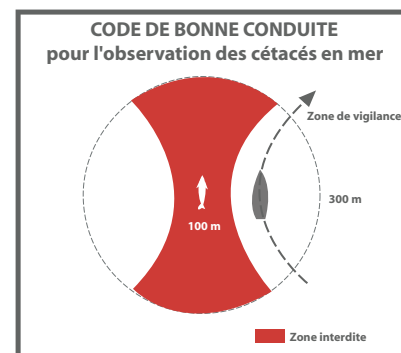 CODE DE BONNE CONDUITE
pour l'observation des cétacés en mer
Zone de vigilance
300 m
100 m
Zone interdite